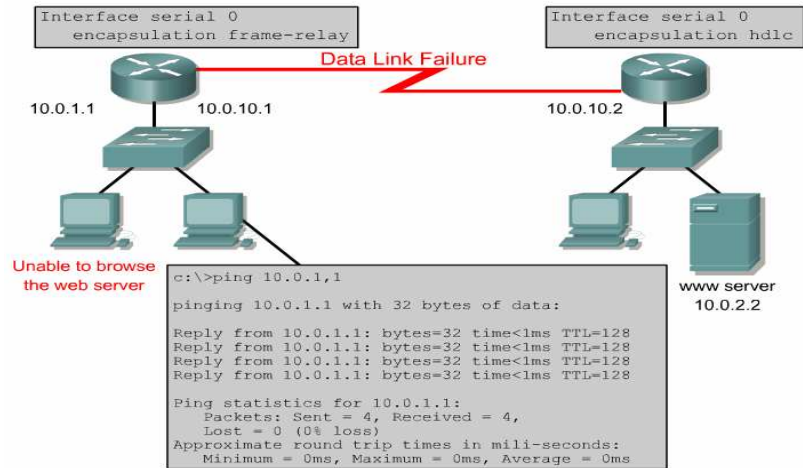 Interface serial 0
encapsulation frame-relay
Interface serial 0
encapsulation hdlc
Data Link Failure
10.0.1.1
10.0.10.1
10.0.10.2
Unable to browse
the web server
www server
10.0.2.2
c:\>ping 10.0.1,1
pinging 10.0.1.1 with 32 bytes of data:
Reply from 10.0.1.1: bytes=32 time<1ms TTL=128
Reply from 10.0.1.1: bytes=32 time<1ms TTL=128
Reply from 10.0.1.1: bytes=32 time<1ms TTL=128
Reply from 10.0.1.1: bytes=32 time<1ms TTL=128
Ping statistics for 10.0.1.1:
Packets: Sent = 4, Received = 4,
Lost = 0 (0% loss)
Approximate round trip times in mili-seconds:
Minimum = 0ms, Maximum = 0ms, Average = 0ms